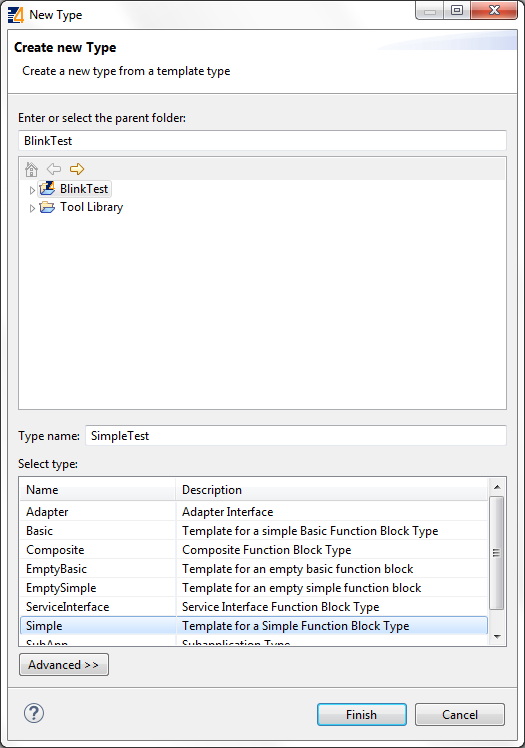 New Type
Create new Type
Create a new type from a template type
Enter or select the parent folder:
BlinkTest
BlinkTest
Tool Library
Type name: SimpleTest
Select type:
Name Description
Adapter Adapter Interface
Basic Template for a simple Basic Function Block Type
Composite Composite Function Block Type
EmptyBasic Template for an empty basic function block
EmptySimple Template for an empty simple function block
ServiceInterface Service Interface Function Block Type
Simple Template for a Simple Function Block Type
SubApp Subapplication Type
Advanced >>
? Finish Cancel